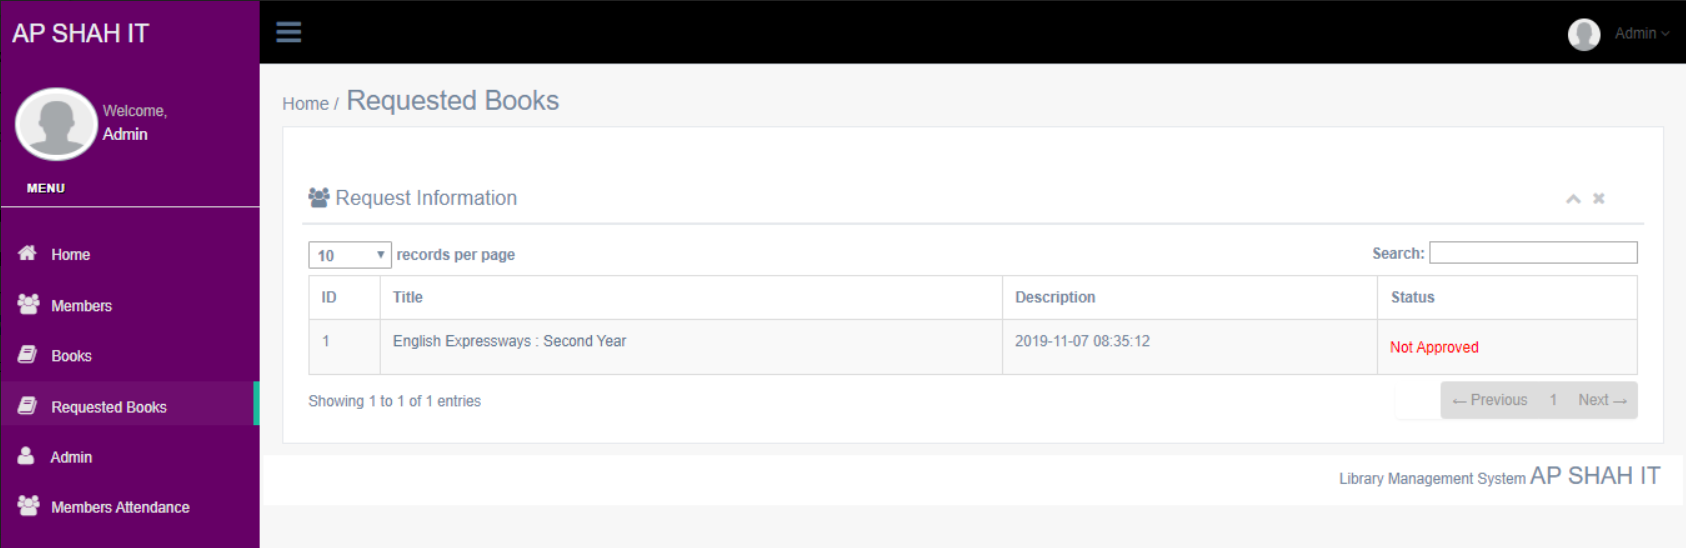 AP SHAH IT
Admin
Welcome,
Admin
MENU
Home
Members
Books
Requested Books
Admin
Members Attendance
Home / Requested Books
Request Information
10 records per page
Search:
ID Title Description Status
1 English Expressways : Second Year 2019-11-07 08:35:12 Not Approved
Showing 1 to 1 of 1 entries
← Previous 1 Next →
Library Management System AP SHAH IT